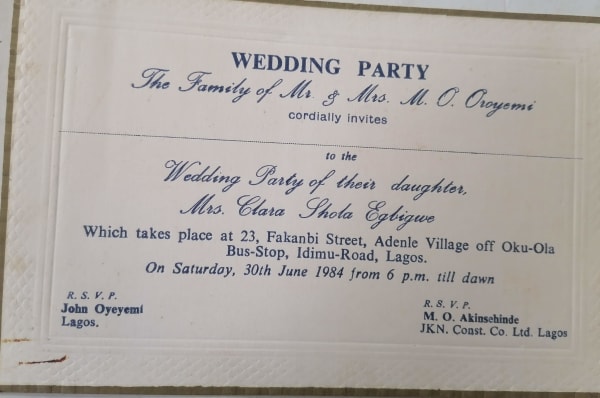 WEDDING PARTY
The Family of Mr. & Mrs. M. O. Oroyemi
cordially invites
to the
Wedding Party of their daughter,
Mrs. Clara Shola Egbigwe
Which takes place at 23, Fakanbi Street, Adenle Village off Oku-Ola
Bus-Stop, Idimu-Road, Lagos.
On Saturday, 30th June 1984 from 6 p.m. till dawn
R. S. V. P.
John Oyeyemi
Lagos.
R. S. V. P.
M. O. Akinsehinde
JKN. Const. Co. Ltd. Lagos